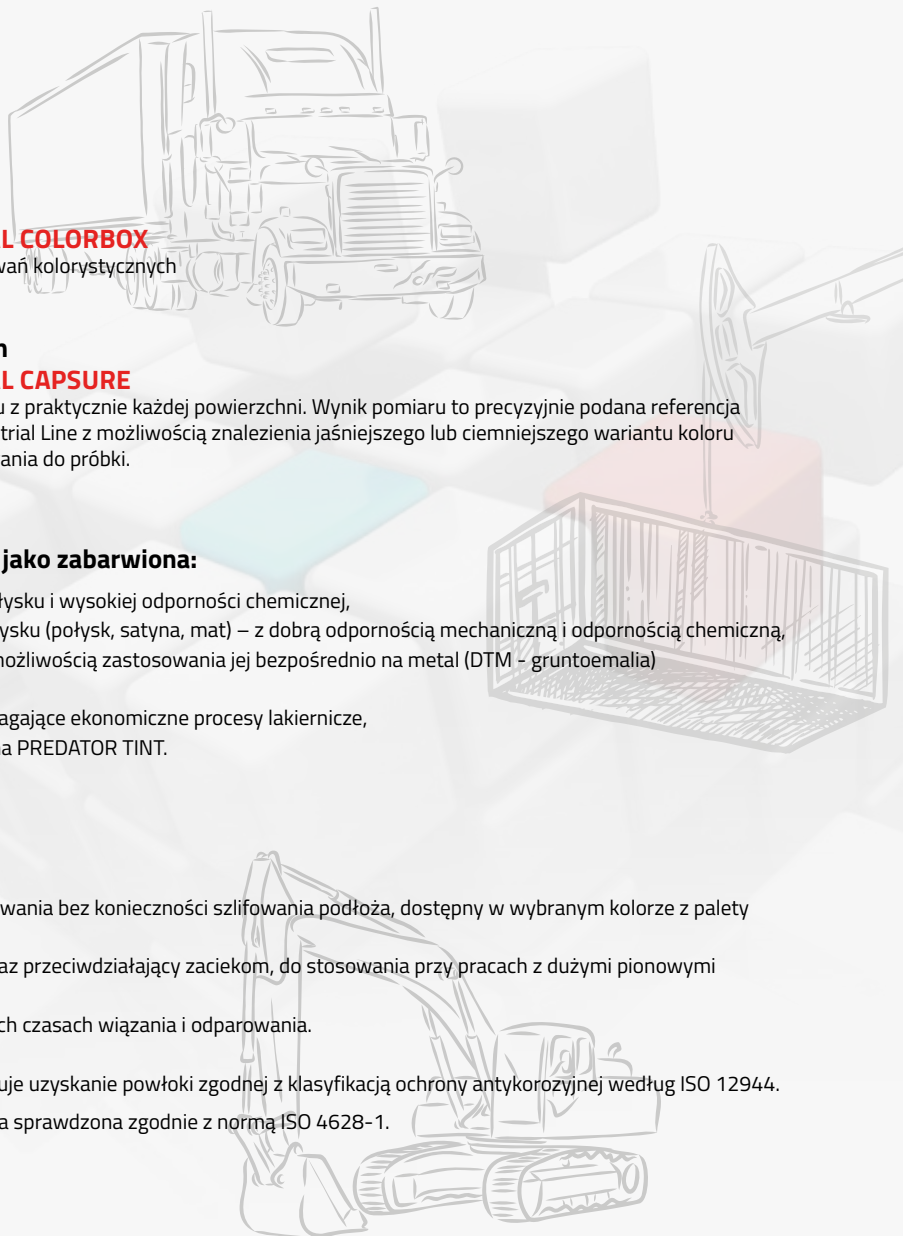 L COLORBOX
wań kolorystycznych
h
L CAPSURE
u z praktycznie każdej powierzchni. Wynik pomiaru to precyzyjnie podana referencja
trial Line z możliwością znalezienia jaśniejszego lub ciemniejszego wariantu koloru
ania do próbki.
jako zabarwiona:
łysku i wysokiej odporności chemicznej,
ysku (połysk, satyna, mat) – z dobrą odpornością mechaniczną i odpornością chemiczną,
nożliwością zastosowania jej bezpośrednio na metal (DTM - gruntoemalia)
agające ekonomiczne procesy lakiernicze,
na PREDATOR TINT.
wania bez konieczności szlifowania podłoża, dostępny w wybranym kolorze z palety
az przeciwdziałający zaciekom, do stosowania przy pracach z dużymi pionowymi
ch czasach wiązania i odparowania.
uje uzyskanie powłoki zgodnej z klasyfikacją ochrony antykorozyjnej według ISO 12944.
a sprawdzona zgodnie z normą ISO 4628-1.